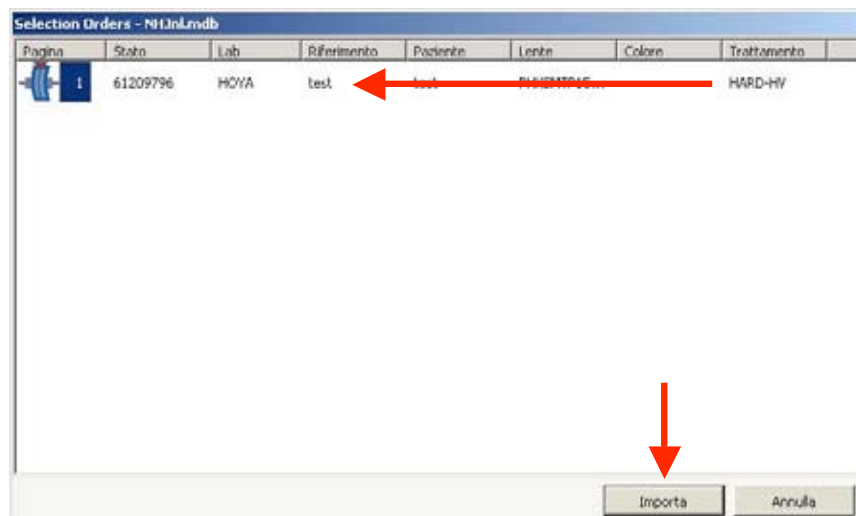 Selection Orders - NHJnl.mdb
Pagina Stato Lab Riferimento Paziente Lente Colore Trattamento
1 61209796 HOYA test test HARD-HV
Importa Annulla